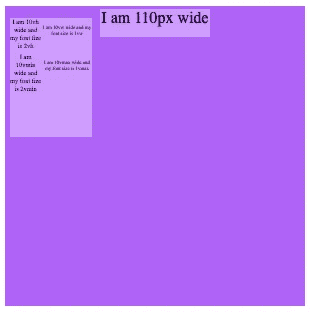 I am 10vh
wide and
my font size
is 2vh
I am 10vw wide and my
font size is 1vw
I am
10vmin
wide and
my font size
is 2vmin
I am 10vmax wide and
my font size is 1vmax
I am 110px wide